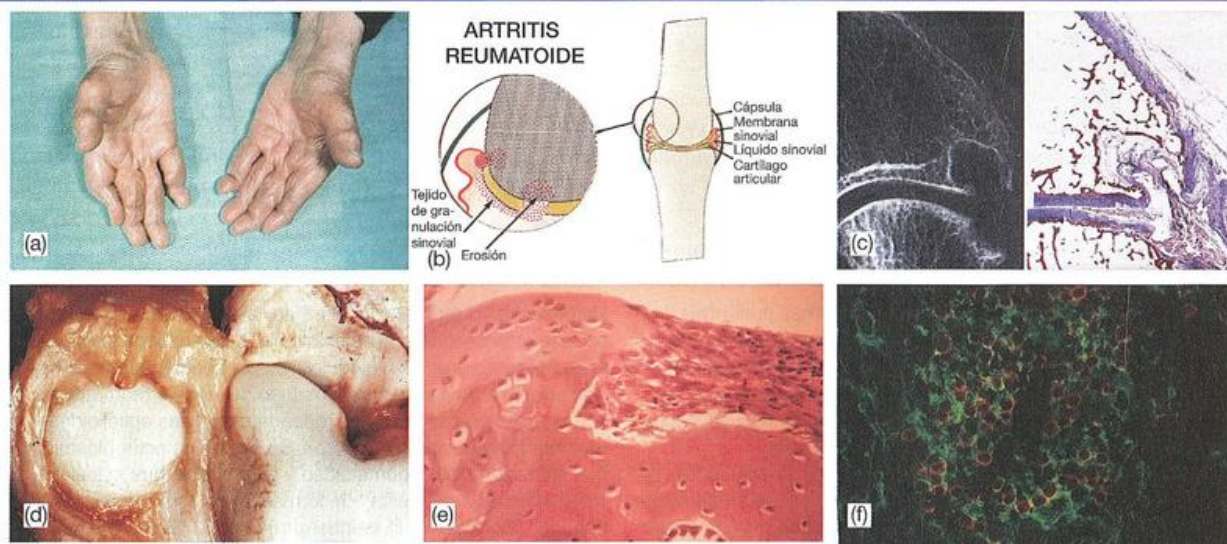 (a)
ARTRITIS
REUMATOIDE
Cápsula
Membrana
sinovial
Líquido sinovial
Cartílago
articular
Tejido
de gra-
nulación
sinovial
Erosión
(b)
(c)
(d)
(e)
(f)